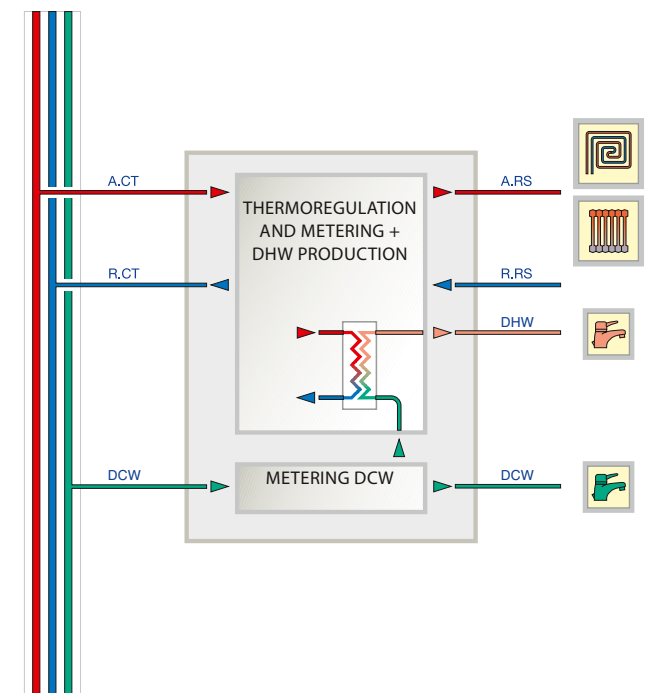 A.CT
A.RS
THERMOREGULATION
AND METERING +
DHW PRODUCTION
R.CT
R.RS
DHW
METERING DCW
DCW
DCW